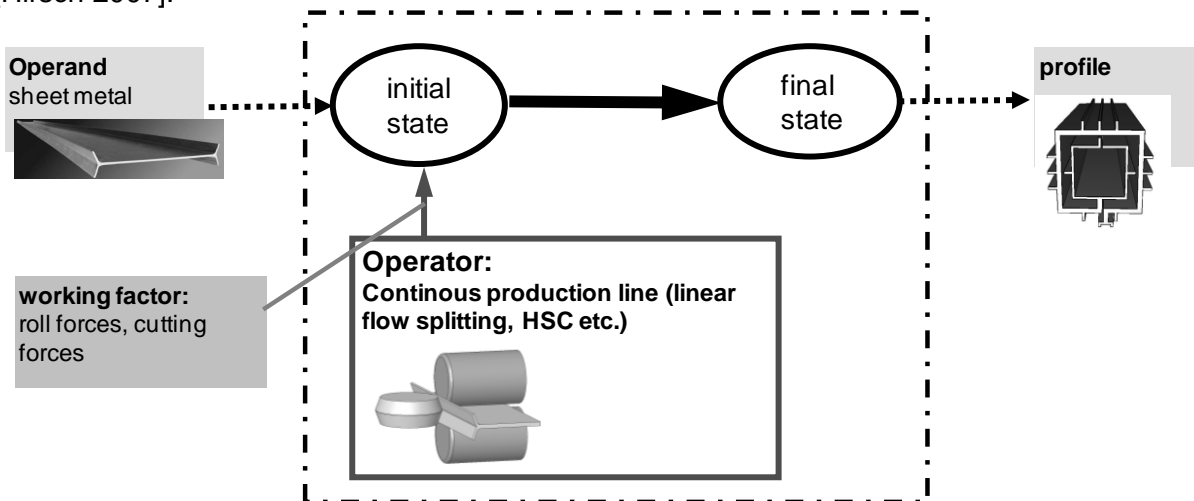 Operand
sheet metal
initial
state
final
state
profile
working factor:
roll forces, cutting
forces
Operator:
Continous production line (linear
flow splitting, HSC etc.)